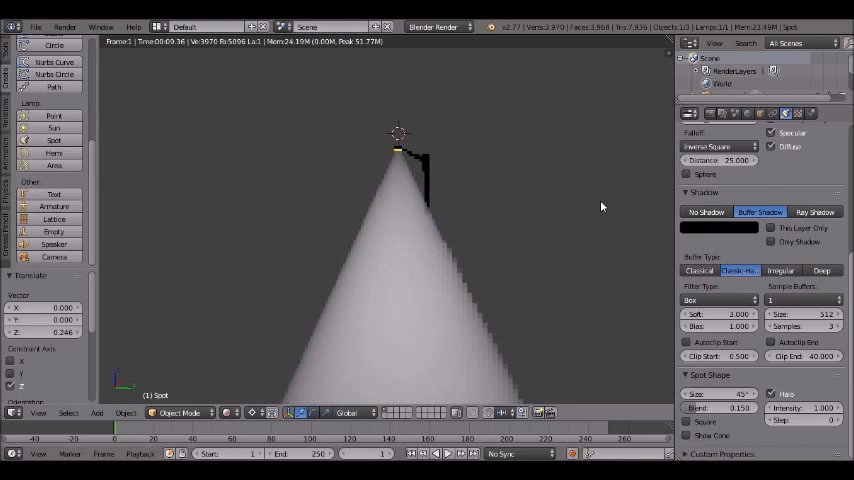 File Render Window Help Default Scene Blender Render v2.77 | Verts:3,970 | Faces:3,968 | Tris:7,936 | Objects:1/3 | Lamps:1/1 | Mem:23.49M | Spot
Frame:1 | Time:00:09.36 | Ve:3970 Fa:5096 La:1 | Mem:24.19M (0.00M, Peak 51.77M)
View Search All Scenes
Circle
Nurbs Curve
Nurbs Circle
Path
Lamp:
Point
Sun
Spot
Hemi
Area
Other:
Text
Armature
Lattice
Empty
Speaker
Camera
Tools
Create
Relations
Animation
Physics
Grease Pencil
Translate
Vector
X: 0.000
Y: 0.000
Z: 0.246
Constraint Axis
X
Y
Z
Orientation
(1) Spot
Scene
RenderLayers
World
Falloff: Specular
Inverse Square Diffuse
Distance: 25.000
Sphere
Shadow
No Shadow Buffer Shadow Ray Shadow
This Layer Only
Only Shadow
Buffer Type:
Classical Classic-Ha... Irregular Deep
Filter Type: Sample Buffers:
Box 1
Soft: 3.000 Size: 512
Bias: 1.000 Samples: 3
Autoclip Start Autoclip End
Clip Start: 0.500 Clip End: 40.000
Spot Shape
Size: 45° Halo
Blend: 0.150 Intensity: 1.000
Square Step: 0
Show Cone
Custom Properties
View Select Add Object Object Mode Global
-40 -20 0 20 40 60 80 100 120 140 160 180 200 220 240 260
View Marker Frame Playback Start: 1 End: 250 1 No Sync